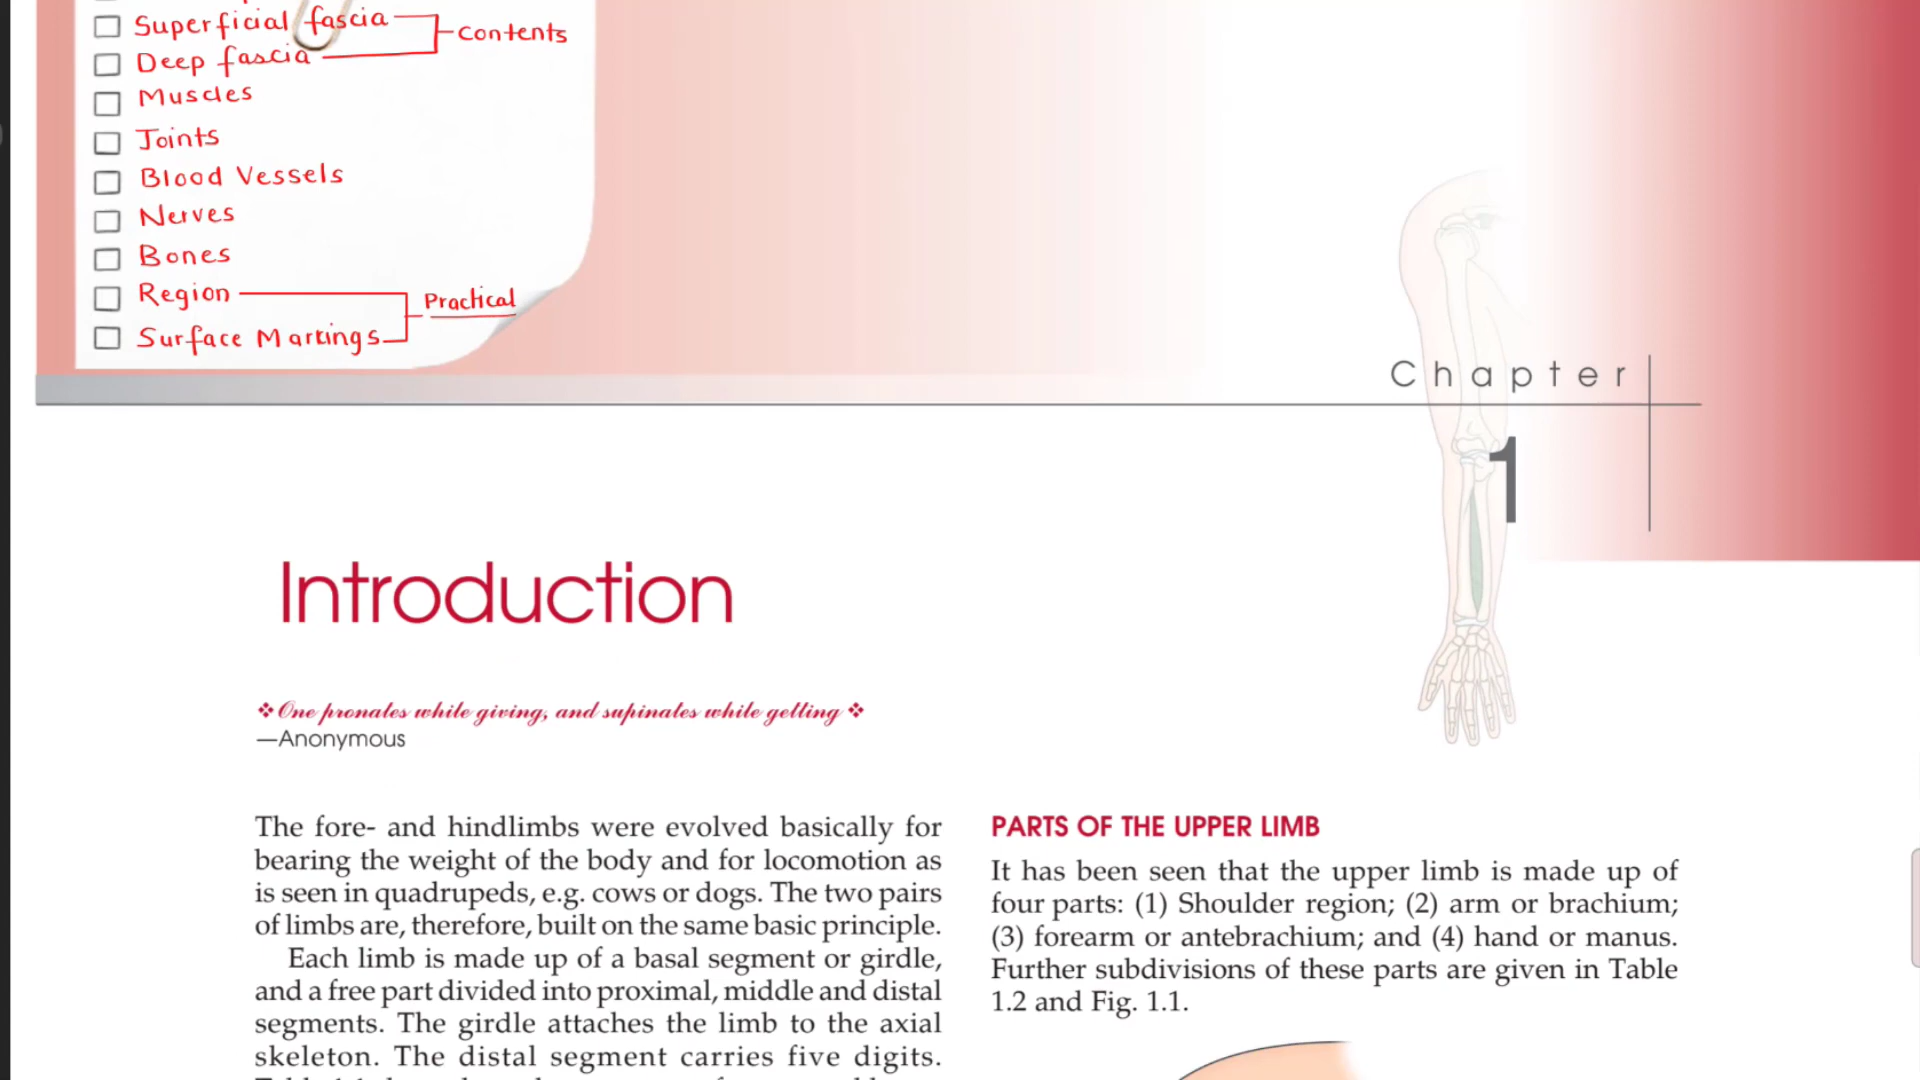 Superficial fascia
Contents
Deep fascia
Muscles
Joints
Blood Vessels
Nerves
Bones
Region
Practical
Surface Markings
Chapter
1
Introduction
❖ One pronates while giving, and supinates while getting ❖
—Anonymous
The fore- and hindlimbs were evolved basically for
bearing the weight of the body and for locomotion as
is seen in quadrupeds, e.g. cows or dogs. The two pairs
of limbs are, therefore, built on the same basic principle.
Each limb is made up of a basal segment or girdle,
and a free part divided into proximal, middle and distal
segments. The girdle attaches the limb to the axial
skeleton. The distal segment carries five digits.
PARTS OF THE UPPER LIMB
It has been seen that the upper limb is made up of
four parts: (1) Shoulder region; (2) arm or brachium;
(3) forearm or antebrachium; and (4) hand or manus.
Further subdivisions of these parts are given in Table
1.2 and Fig. 1.1.